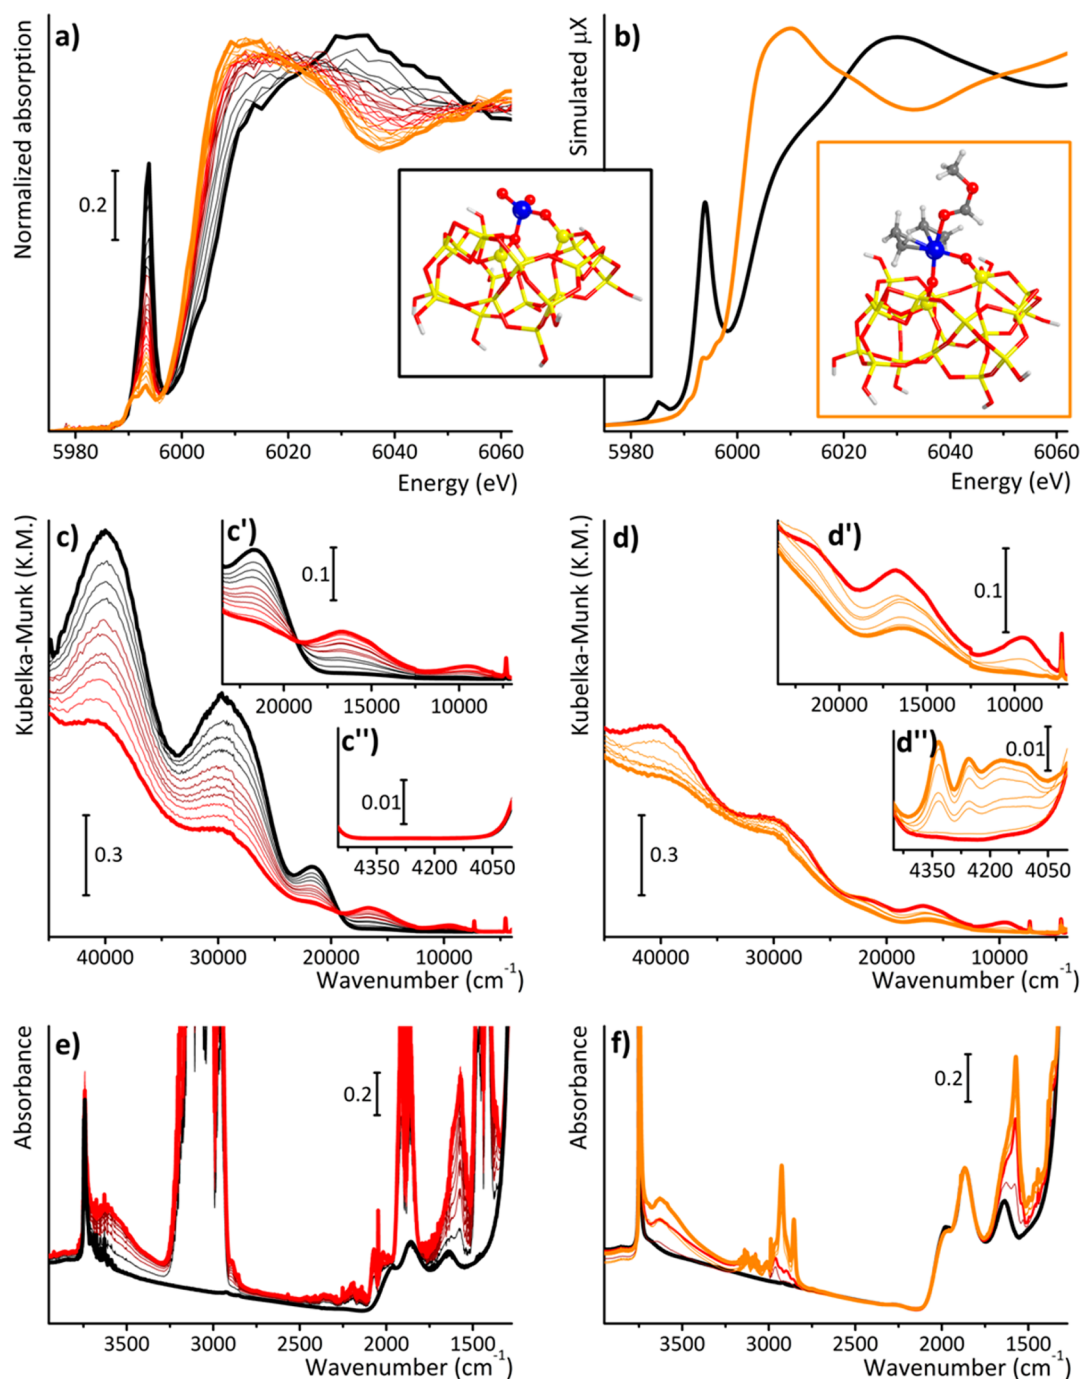 a)
Normalized absorption
0.2
5980 6000 6020 6040 6060
Energy (eV)
b)
Simulated μX
5980 6000 6020 6040 6060
Energy (eV)
c)
Kubelka-Munk (K.M.)
0.3
c')
0.1
20000 15000 10000
c'')
0.01
4350 4200 4050
40000 30000 20000 10000
Wavenumber (cm⁻¹)
d)
Kubelka-Munk (K.M.)
0.3
d')
0.1
20000 15000 10000
d'')
0.01
4350 4200 4050
40000 30000 20000 10000
Wavenumber (cm⁻¹)
e)
Absorbance
0.2
3500 3000 2500 2000 1500
Wavenumber (cm⁻¹)
f)
Absorbance
0.2
3500 3000 2500 2000 1500
Wavenumber (cm⁻¹)